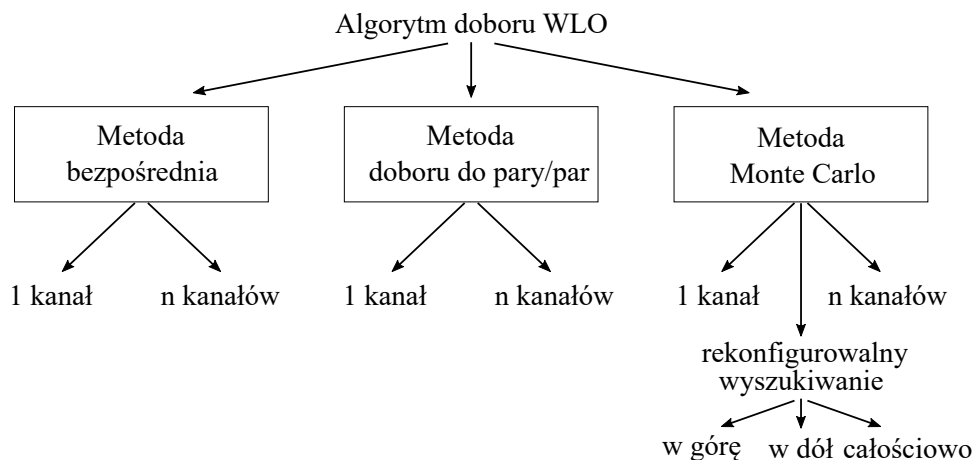 Algorytm doboru WLO
Metoda
bezpośrednia
Metoda
doboru do pary/par
Metoda
Monte Carlo
1 kanał
n kanałów
1 kanał
n kanałów
1 kanał
n kanałów
rekonfigurowalny
wyszukiwanie
w górę
w dół
całościowo